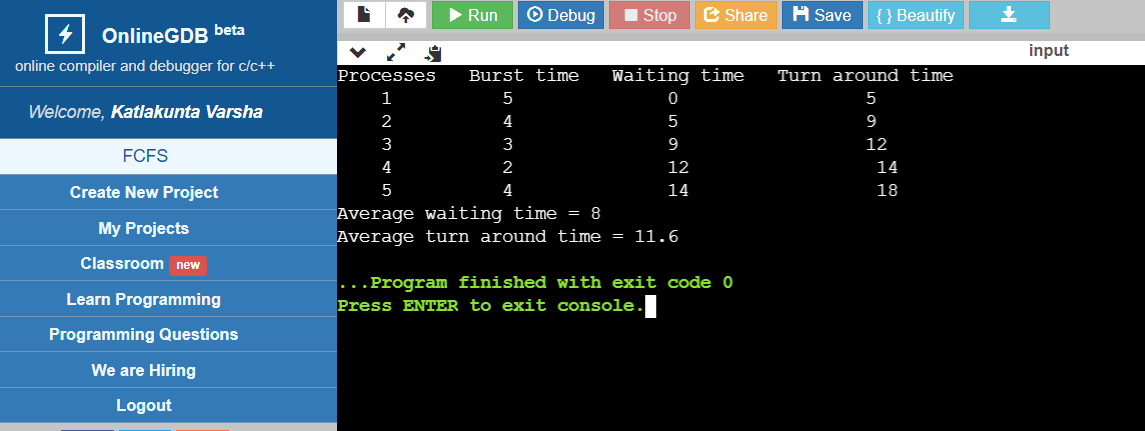 OnlineGDB beta
online compiler and debugger for c/c++
Welcome, Katlakunta Varsha
FCFS
Create New Project
My Projects
Classroom new
Learn Programming
Programming Questions
We are Hiring
Logout
Run Debug Stop Share Save { } Beautify
input
Processes Burst time Waiting time Turn around time
1 5 0 5
2 4 5 9
3 3 9 12
4 2 12 14
5 4 14 18
Average waiting time = 8
Average turn around time = 11.6
...Program finished with exit code 0
Press ENTER to exit console.